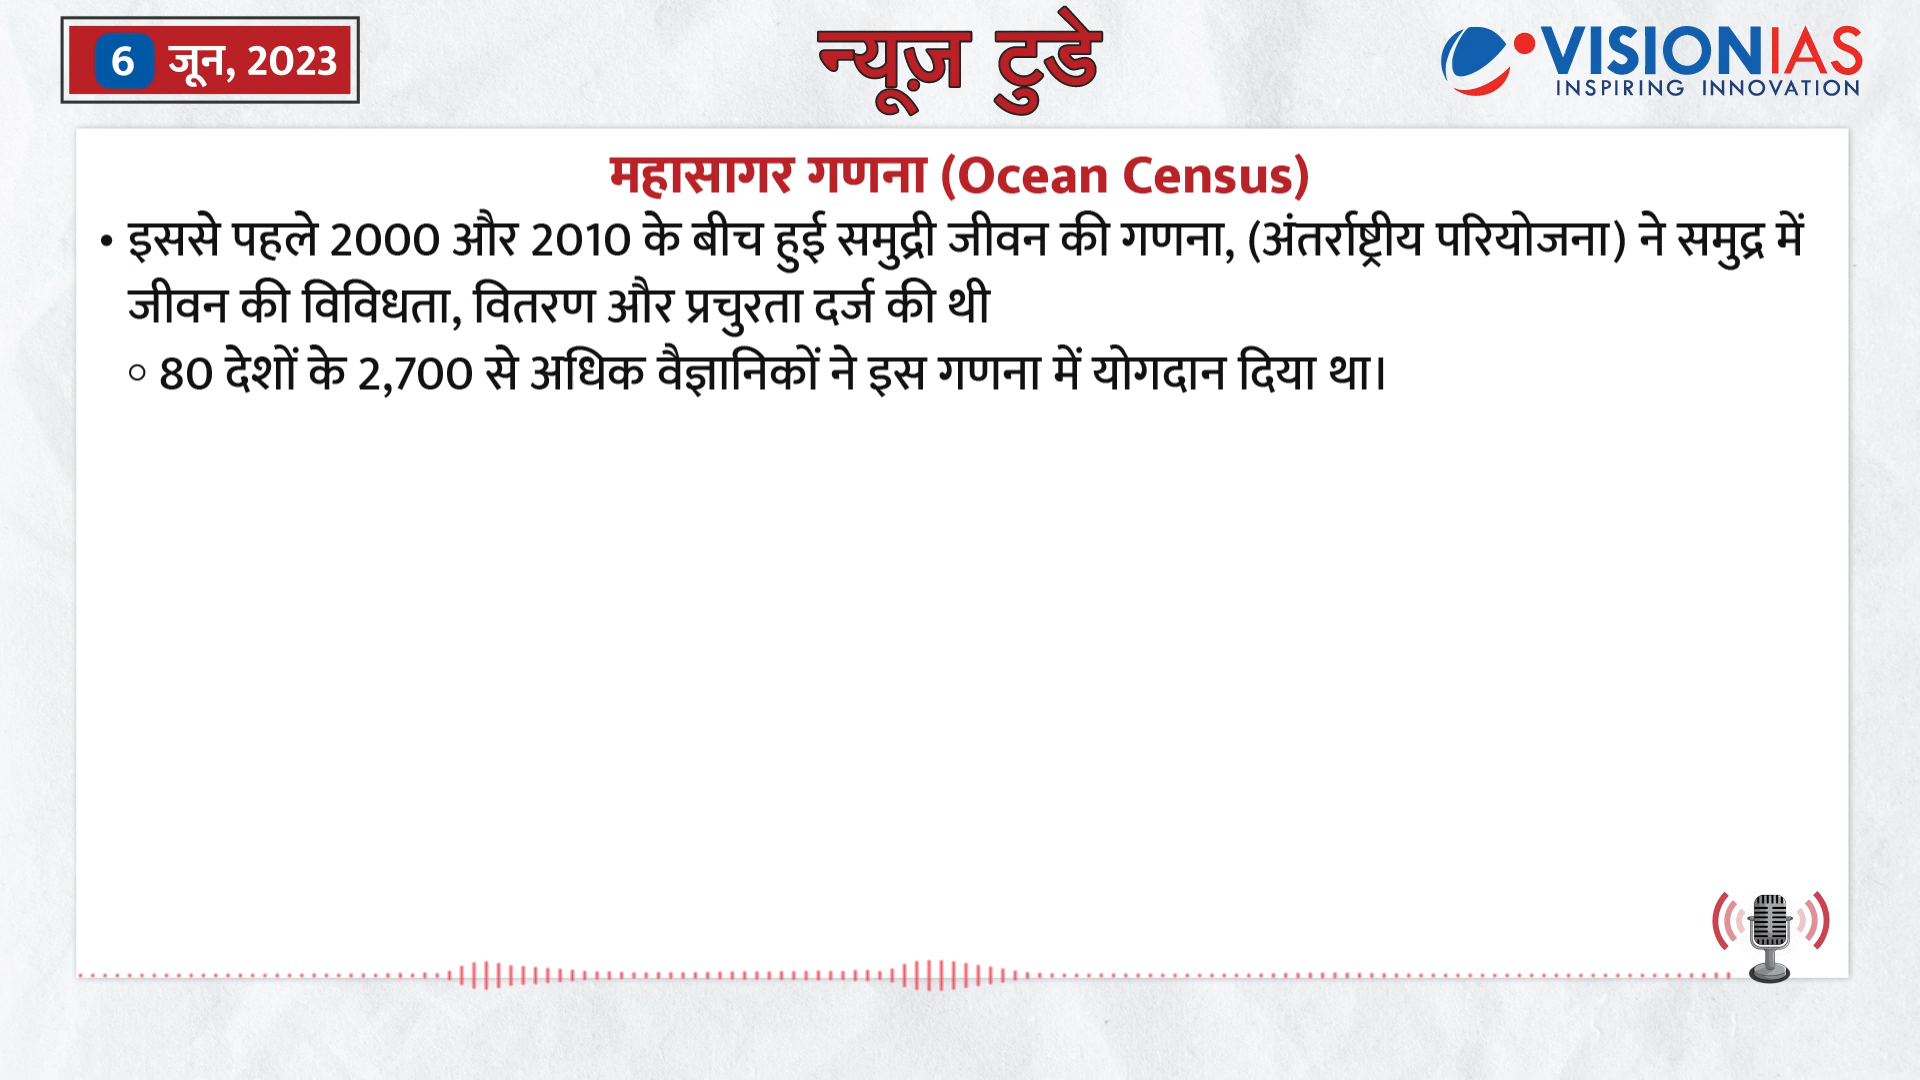 6 जून, 2023
न्यूज़ टुडे
VISIONIAS
INSPIRING INNOVATION
महासागर गणना (Ocean Census)
• इससे पहले 2000 और 2010 के बीच हुई समुद्री जीवन की गणना, (अंतर्राष्ट्रीय परियोजना) ने समुद्र में
जीवन की विविधता, वितरण और प्रचुरता दर्ज की थी
○ 80 देशों के 2,700 से अधिक वैज्ञानिकों ने इस गणना में योगदान दिया था।